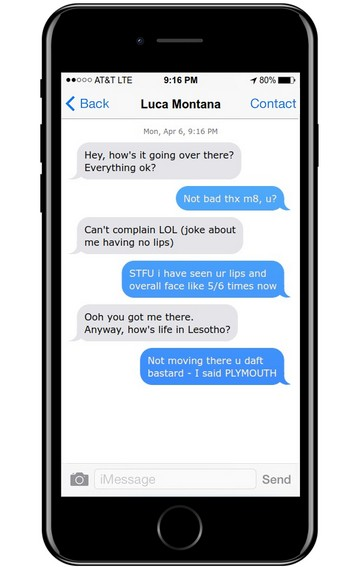 AT&T LTE 9:16 PM 80%
Back Luca Montana Contact
Mon, Apr 6, 9:16 PM
Hey, how's it going over there?
Everything ok?
Not bad thx m8, u?
Can't complain LOL (joke about
me having no lips)
STFU i have seen ur lips and
overall face like 5/6 times now
Ooh you got me there.
Anyway, how's life in Lesotho?
Not moving there u daft
bastard - I said PLYMOUTH
iMessage Send